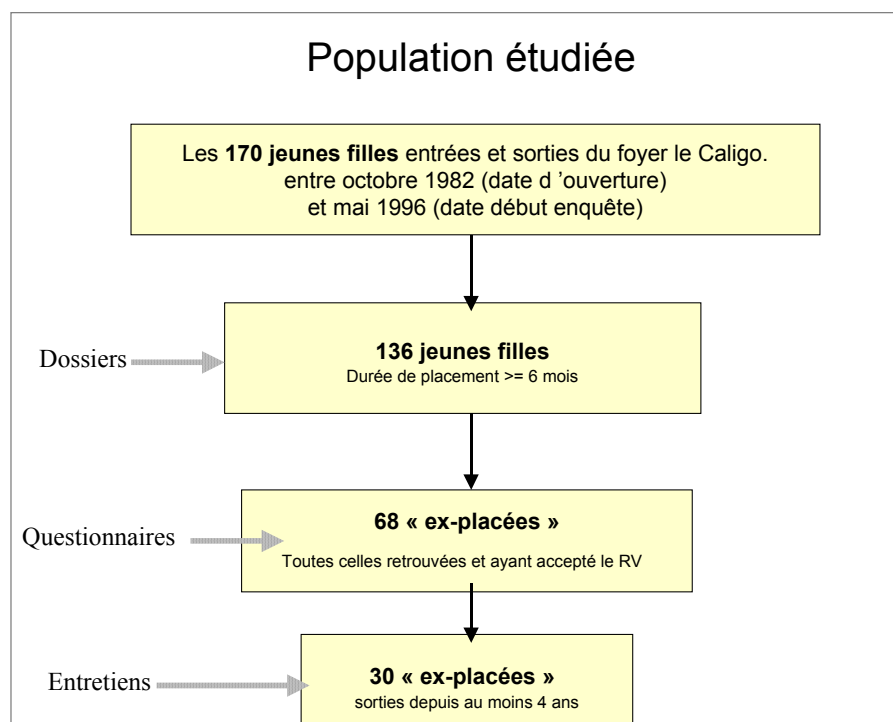 Population étudiée
Les 170 jeunes filles entrées et sorties du foyer le Caligo.
entre octobre 1982 (date d ’ouverture)
et mai 1996 (date début enquête)
Dossiers
136 jeunes filles
Durée de placement >= 6 mois
Questionnaires
68 « ex-placées »
Toutes celles retrouvées et ayant accepté le RV
Entretiens
30 « ex-placées »
sorties depuis au moins 4 ans